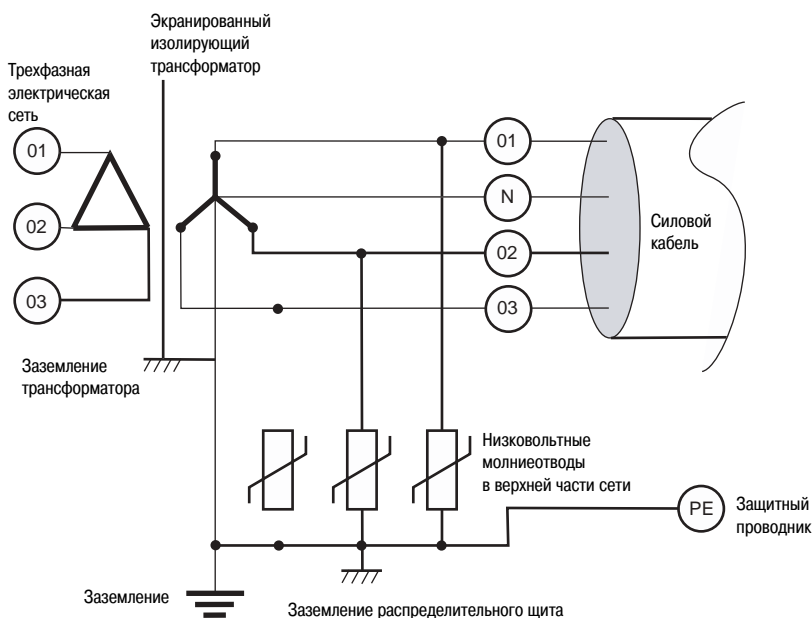 Экранированный
изолирующий
трансформатор
Трехфазная
электрическая
сеть
01
02
03
01
N
02
03
Силовой
кабель
Заземление
трансформатора
Низковольтные
молниеотводы
в верхней части сети
PE
Защитный
проводник
Заземление
Заземление распределительного щита